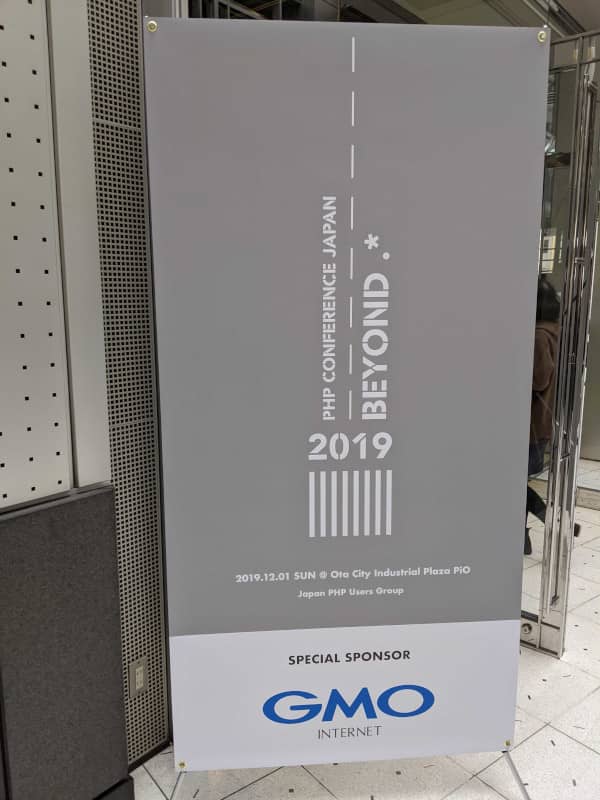 PHP CONFERENCE JAPAN
BEYOND .*
2019
2019.12.01 SUN @ Ota City Industrial Plaza PiO
Japan PHP Users Group
SPECIAL SPONSOR
GMO
INTERNET